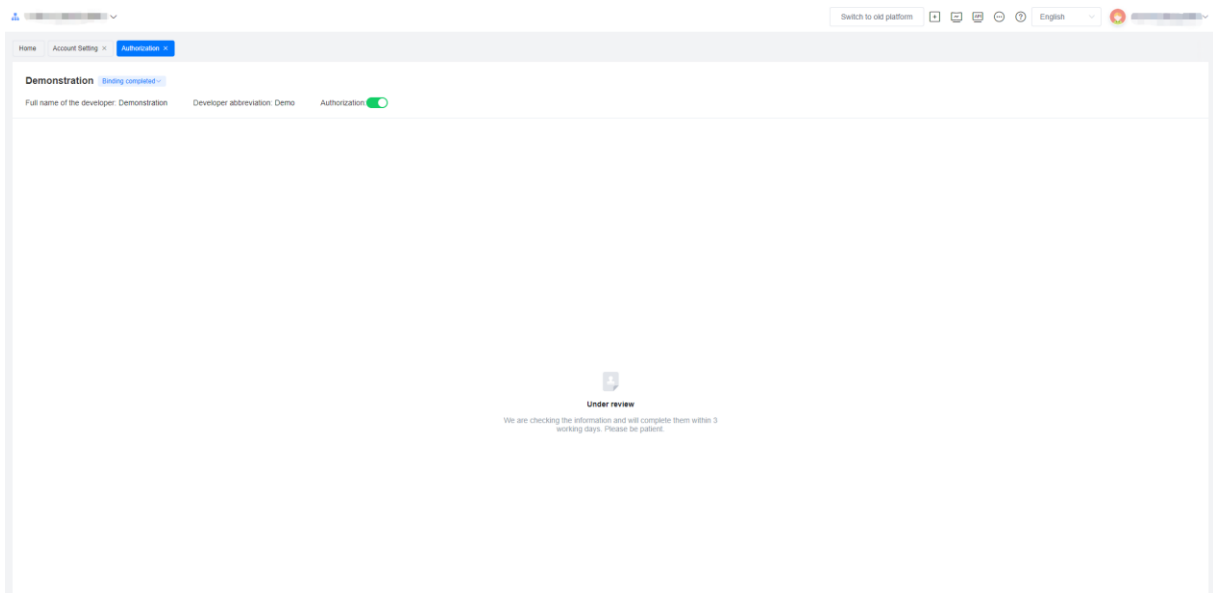 Switch to old platform
API
English
Home
Account Setting
Authorization
Demonstration
Binding completed
Full name of the developer: Demonstration
Developer abbreviation: Demo
Authorization:
Under review
We are checking the information and will complete them within 3
working days. Please be patient.